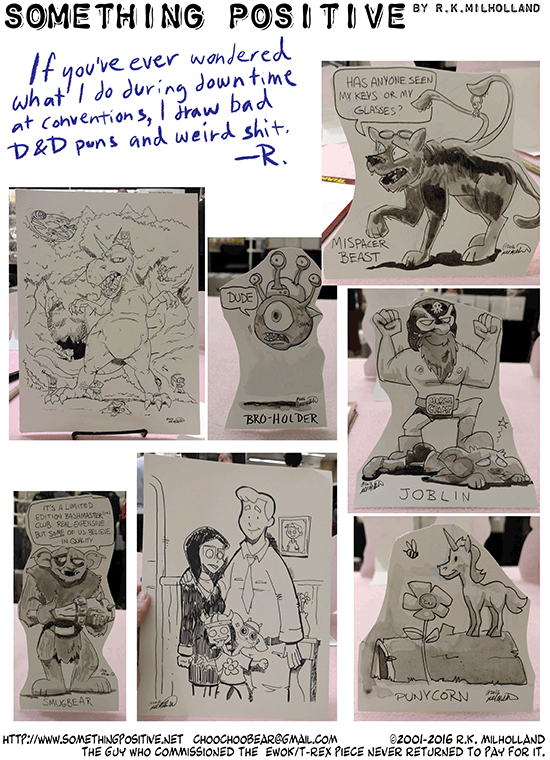 SOMETHING POSITIVE BY R.K.MILHOLLAND
If you've ever wondered
what I do during downtime
at conventions, I draw bad
D&D puns and weird shit.
—R.
HAS ANYONE SEEN
MY KEYS OR MY
GLASSES?
MISPLACER
BEAST
DUDE
BRO-HOLDER
JOBLIN
IT'S A LIMITED
EDITION BASHMASTER™
CLUB. REAL EXPENSIVE
BUT SOME OF US BELIEVE
IN QUALITY
SMUGBEAR
PUNYCORN
HTTP://WWW.SOMETHINGPOSITIVE.NET CHOOCHOOBEAR@GMAIL.COM ©2001-2016 R.K. MILHOLLAND
THE GUY WHO COMMISSIONED THE EWOK/T-REX PIECE NEVER RETURNED TO PAY FOR IT.